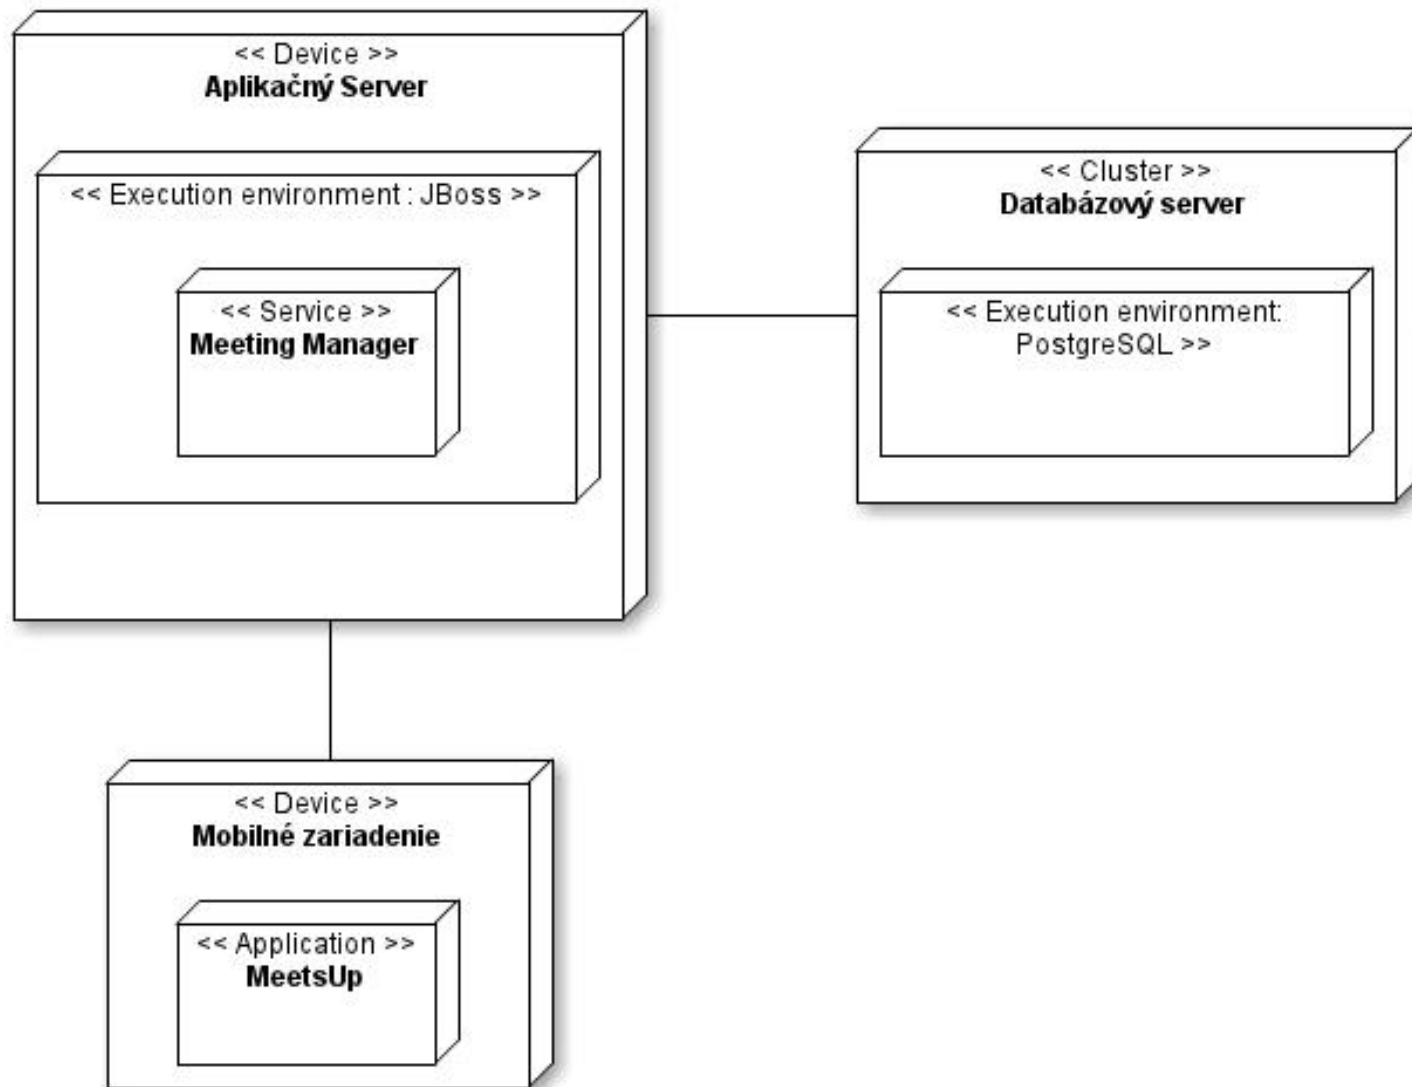 << Device >>
Aplikačný Server
<< Execution environment : JBoss >>
<< Service >>
Meeting Manager
<< Cluster >>
Databázový server
<< Execution environment:
PostgreSQL >>
<< Device >>
Mobilné zariadenie
<< Application >>
MeetsUp